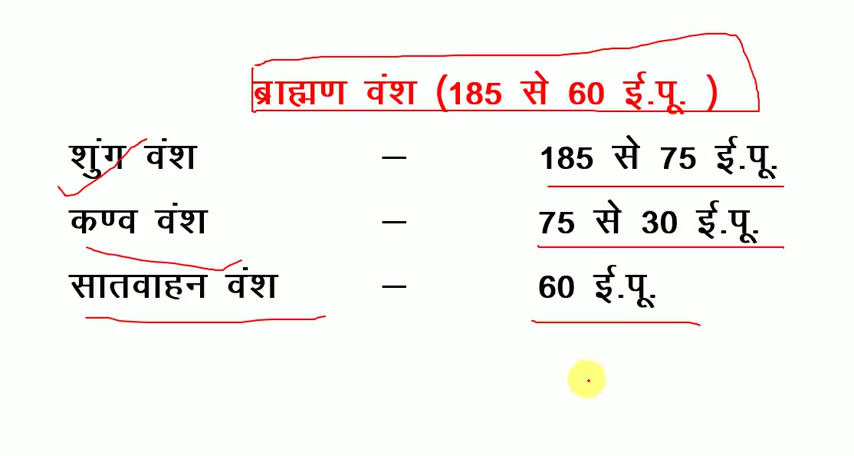 ब्राह्मण वंश (185 से 60 ई.पू. )
शुंग वंश – 185 से 75 ई.पू.
कण्व वंश – 75 से 30 ई.पू.
सातवाहन वंश – 60 ई.पू.